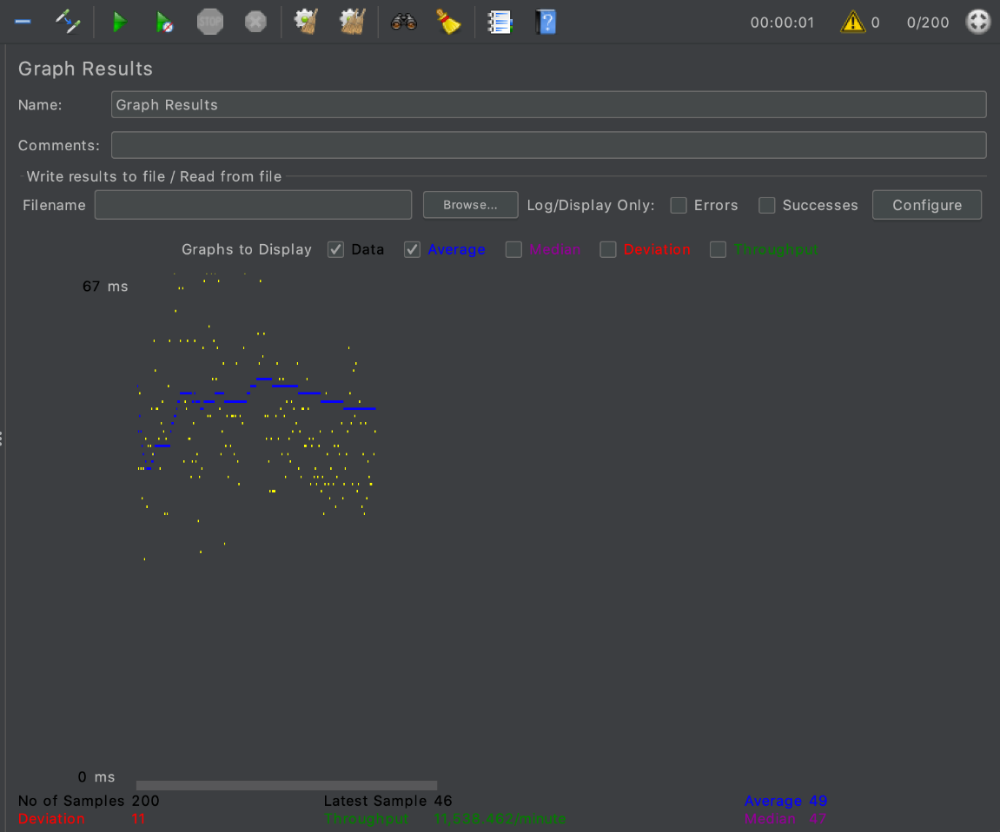 STOP 00:00:01 0 0/200
Graph Results
Name: Graph Results
Comments:
Write results to file / Read from file
Filename Browse... Log/Display Only: Errors Successes Configure
Graphs to Display Data Average Median Deviation Throughput
67 ms
0 ms
No of Samples 200 Latest Sample 46 Average 49
Deviation 11 Throughput 11,538.462/minute Median 47